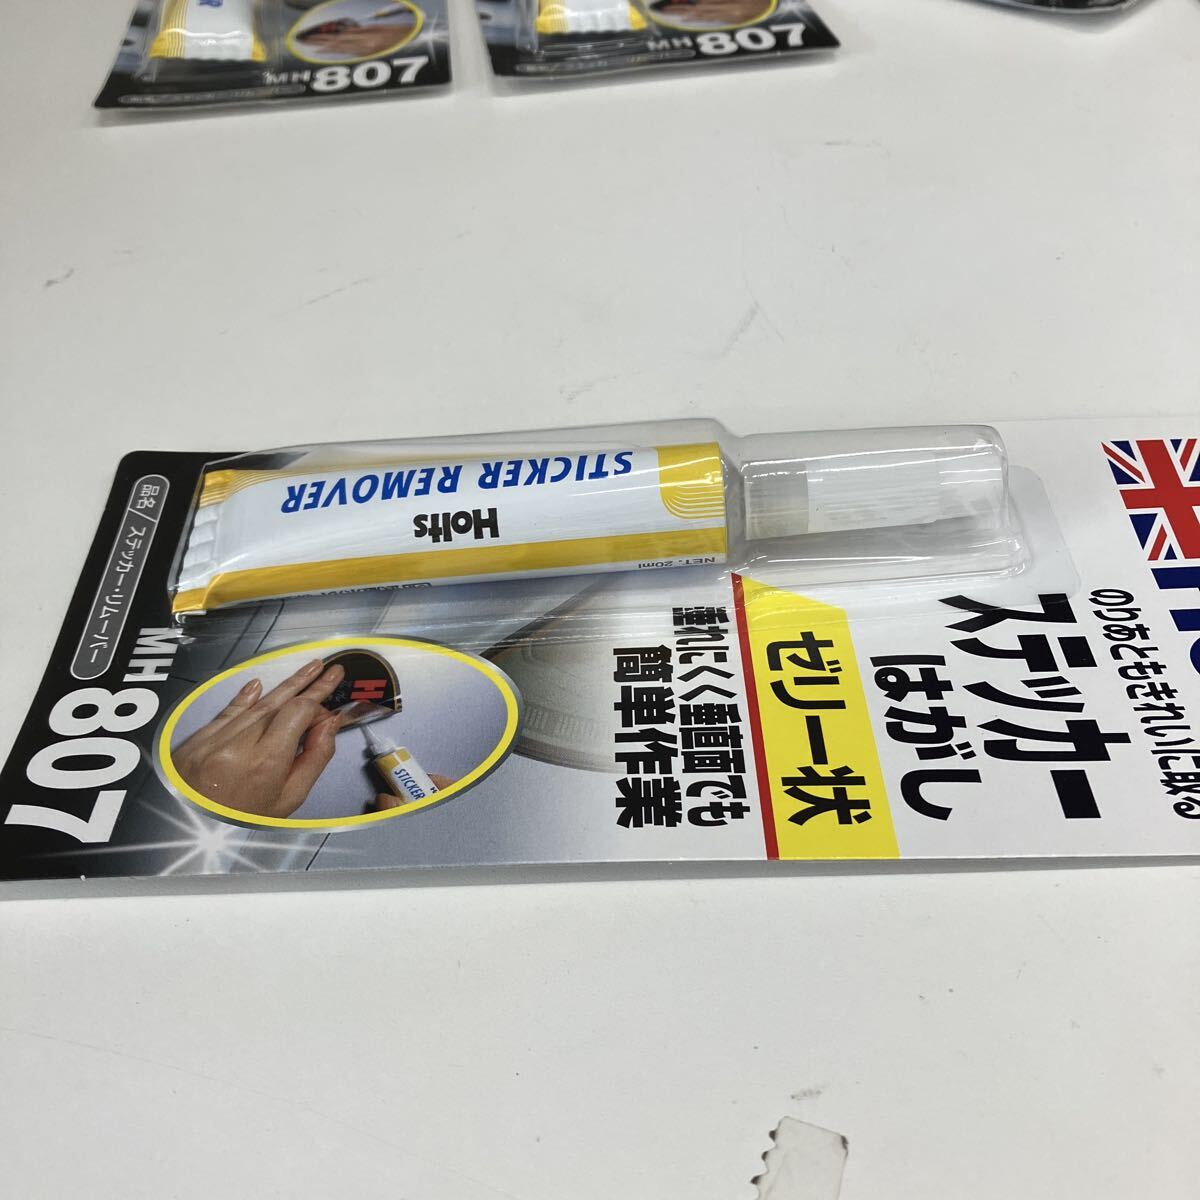 MH807
MH807
のりあともきれいに取る
ステッカー
はがし
ゼリー状
垂れにくく垂直面でも
簡単作業
STICKER REMOVER
Holts
NET. 20ml
STICKER
品名/ステッカー・リムーバー
MH807